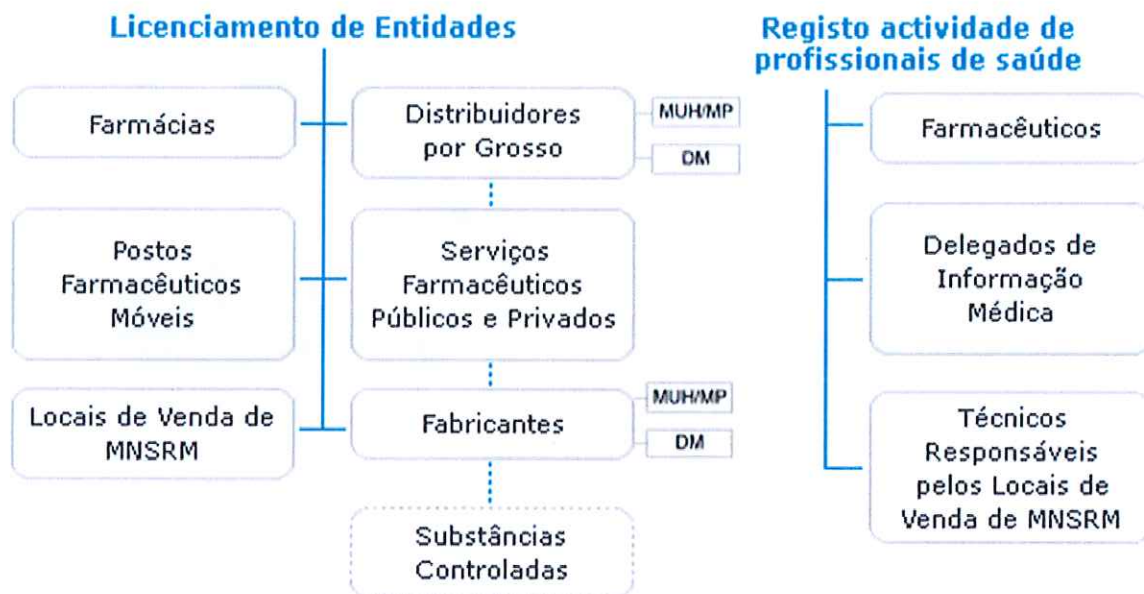 Licenciamento de Entidades
Farmácias
Distribuidores
por Grosso
MUH/MP
DM
Postos
Farmacêuticos
Móveis
Serviços
Farmacêuticos
Públicos e Privados
Locais de Venda de
MNSRM
Fabricantes
MUH/MP
DM
Substâncias
Controladas
Registo actividade de
profissionais de saúde
Farmacêuticos
Delegados de
Informação
Médica
Técnicos
Responsáveis
pelos Locais de
Venda de MNSRM